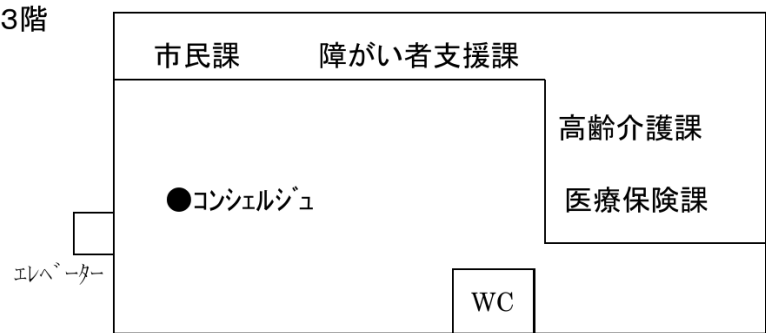 3階
市民課 障がい者支援課
高齢介護課
●コンシェルジュ 医療保険課
エレベーター
WC